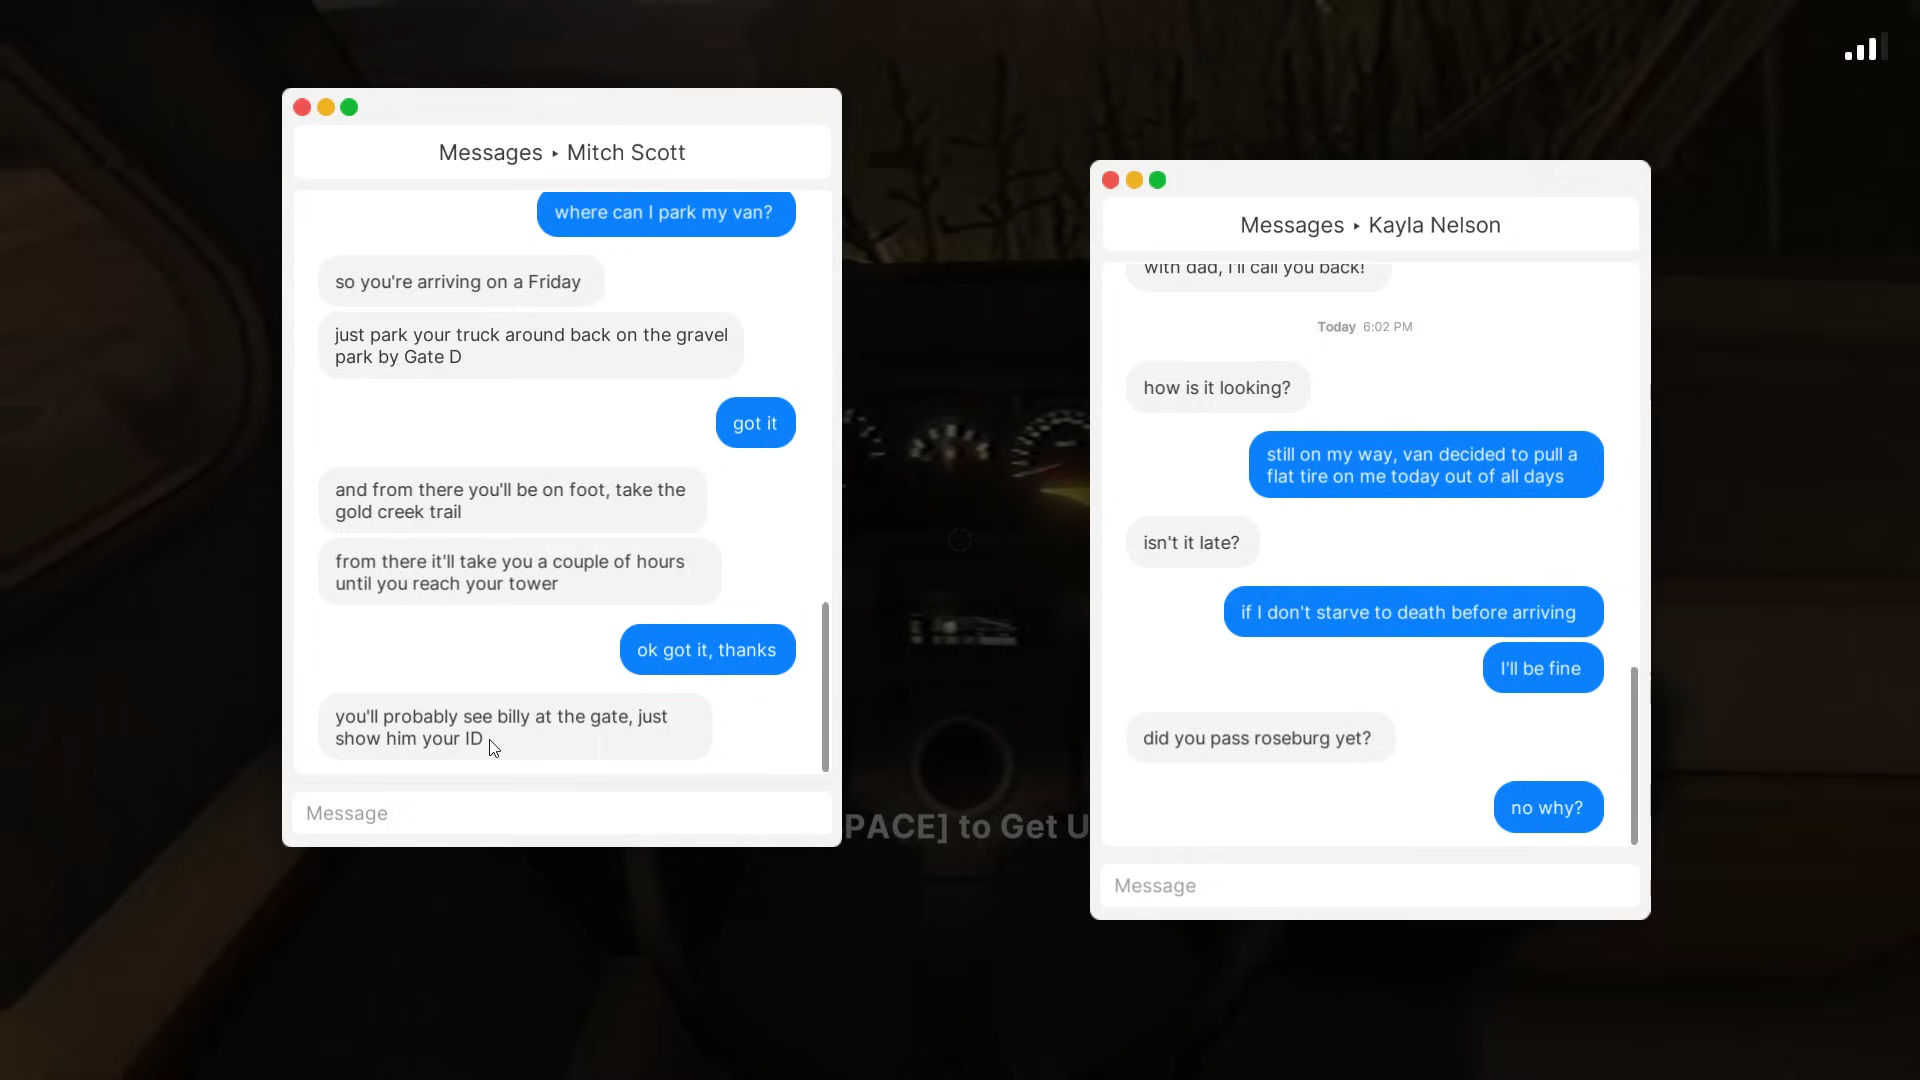 Messages ‣ Mitch Scott
where can I park my van?
so you're arriving on a Friday
just park your truck around back on the gravel
park by Gate D
got it
and from there you'll be on foot, take the
gold creek trail
from there it'll take you a couple of hours
until you reach your tower
ok got it, thanks
you'll probably see billy at the gate, just
show him your ID
Message
PACE] to Get U
Messages ‣ Kayla Nelson
with dad, I'll call you back!
Today 6:02 PM
how is it looking?
still on my way, van decided to pull a
flat tire on me today out of all days
isn't it late?
if I don't starve to death before arriving
I'll be fine
did you pass roseburg yet?
no why?
Message